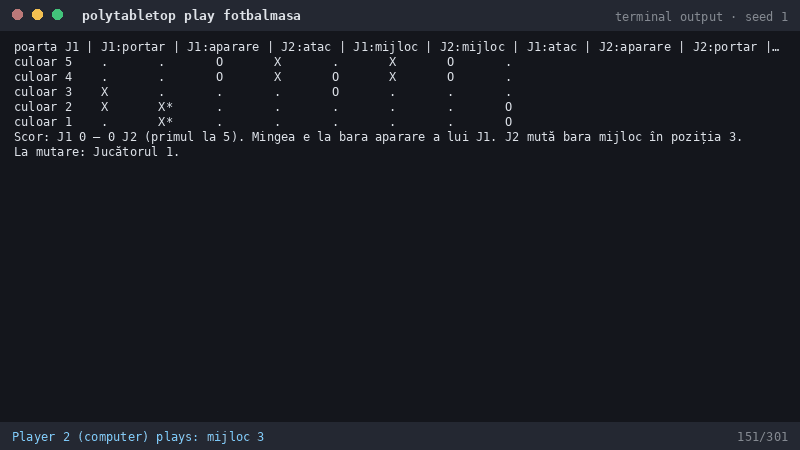 polytabletop play fotbalmasa
terminal output · seed 1
poarta J1 | J1:portar | J1:aparare | J2:atac | J1:mijloc | J2:mijloc | J1:atac | J2:aparare | J2:portar |…
culoar 5 . . O X . X O .
culoar 4 . . O X O X O .
culoar 3 X . . . O . . .
culoar 2 X X* . . . . . O
culoar 1 . X* . . . . . O
Scor: J1 0 — 0 J2 (primul la 5). Mingea e la bara aparare a lui J1. J2 mută bara mijloc în poziția 3.
La mutare: Jucătorul 1.
Player 2 (computer) plays: mijloc 3
151/301